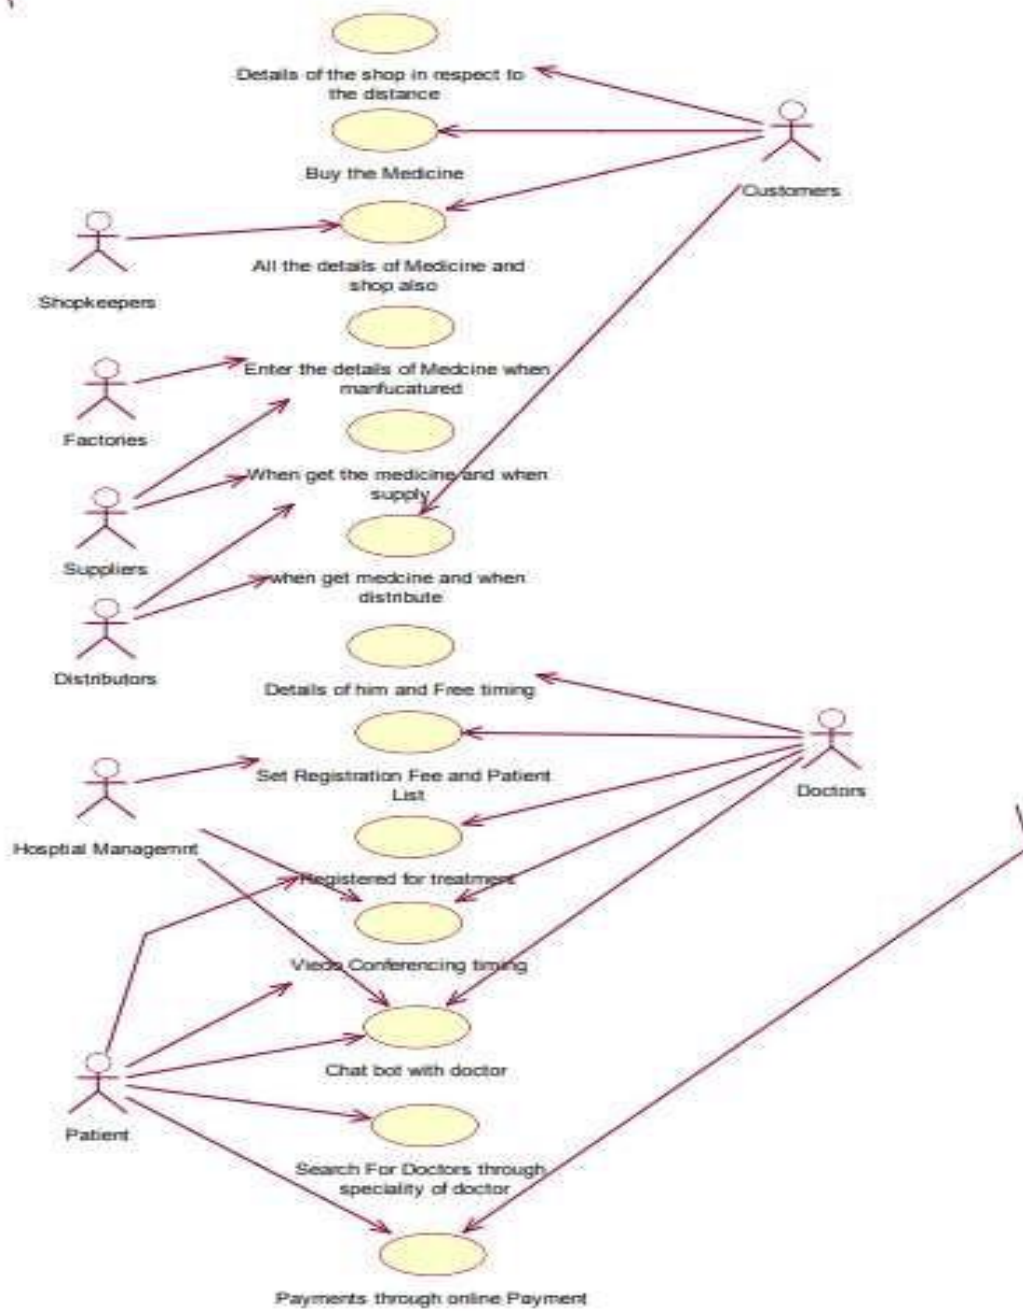 Details of the shop in respect to
the distance
Buy the Medicine
Customers
All the details of Medicine and
shop also
Shopkeepers
Enter the details of Medcine when
manfucatured
Factories
When get the medicine and when
supply
Suppliers
when get medcine and when
distribute
Distributors
Details of him and Free timing
Set Registration Fee and Patient
List
Doctors
Hosptial Managemnt
Registered for treatment
Viedo Conferencing timing
Chat bot with doctor
Patient
Search For Doctors through
speciality of doctor
Payments through online Payment